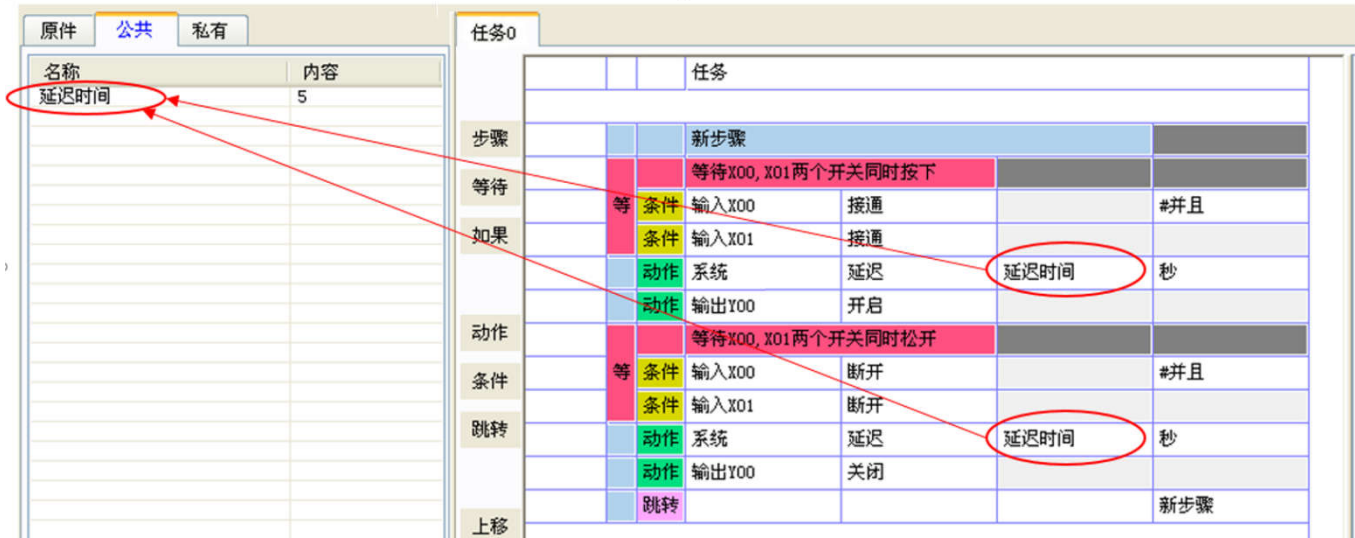 原件 公共 私有 任务0
名称 内容 任务
延迟时间 5
步骤 新步骤
等待 等待X00,X01两个开关同时按下
等 条件 输入X00 接通 #并且
如果 条件 输入X01 接通
动作 系统 延迟 延迟时间 秒
动作 输出Y00 开启
动作 等待X00,X01两个开关同时松开
条件 等 条件 输入X00 断开 #并且
条件 输入X01 断开
跳转 动作 系统 延迟 延迟时间 秒
动作 输出Y00 关闭
跳转 新步骤
上移